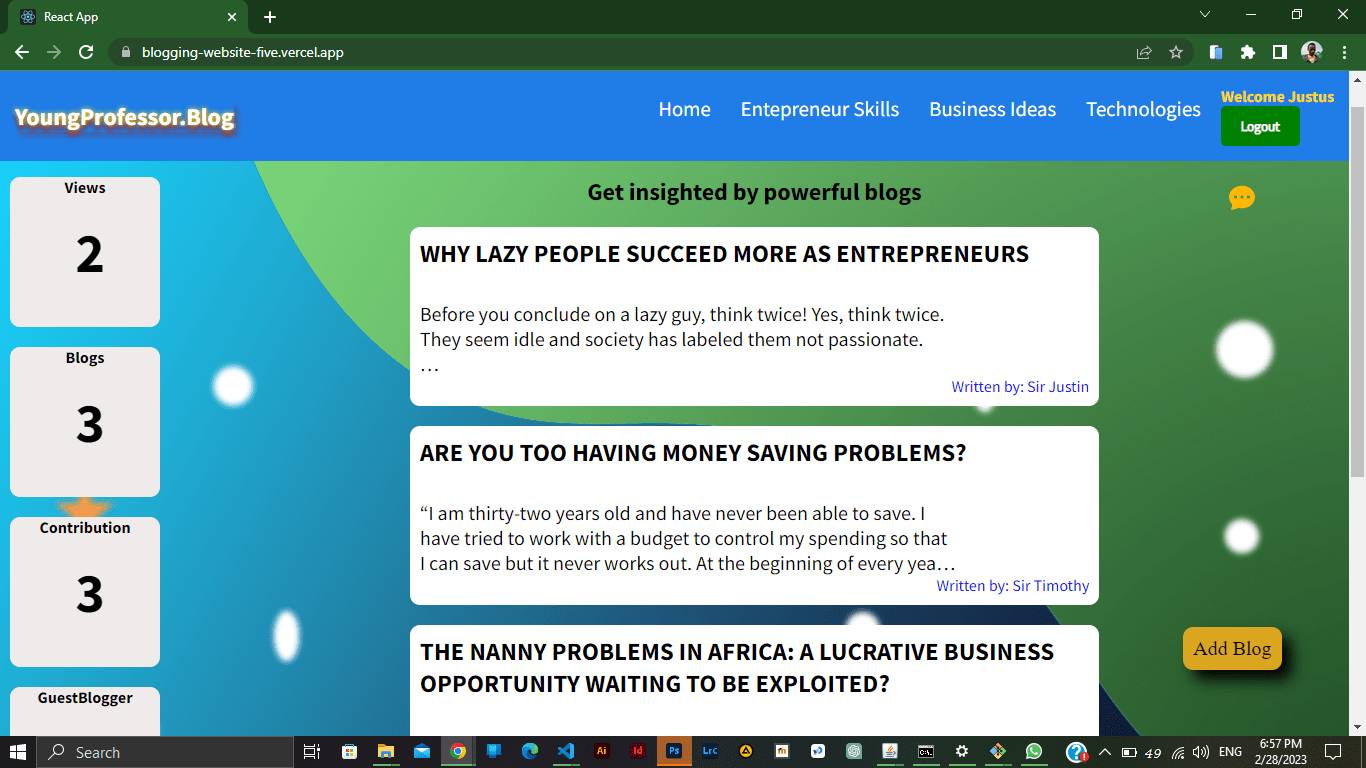 React App
blogging-website-five.vercel.app
YoungProfessor.Blog
Home
Entepreneur Skills
Business Ideas
Technologies
Welcome Justus
Logout
Views
2
Blogs
3
Contribution
3
GuestBlogger
Get insighted by powerful blogs
WHY LAZY PEOPLE SUCCEED MORE AS ENTREPRENEURS
Before you conclude on a lazy guy, think twice! Yes, think twice.
They seem idle and society has labeled them not passionate.
…
Written by: Sir Justin
ARE YOU TOO HAVING MONEY SAVING PROBLEMS?
“I am thirty-two years old and have never been able to save. I
have tried to work with a budget to control my spending so that
I can save but it never works out. At the beginning of every yea…
Written by: Sir Timothy
THE NANNY PROBLEMS IN AFRICA: A LUCRATIVE BUSINESS
OPPORTUNITY WAITING TO BE EXPLOITED?
Add Blog
Search
Ai
Id
Ps
Lrc
49
ENG
6:57 PM
2/28/2023